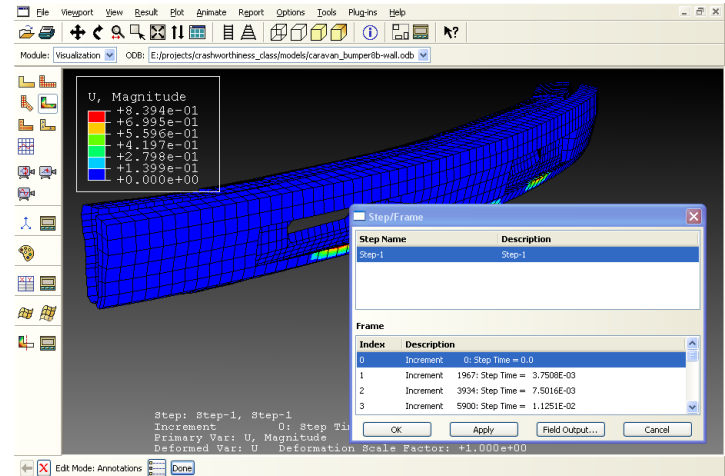 File Viewport View Result Plot Animate Report Options Tools Plug-ins Help
Module: Visualization ODB: E:/projects/crashworthiness_class/models/caravan_bumper8b-wall.odb
U, Magnitude
+8.394e-01
+6.995e-01
+5.596e-01
+4.197e-01
+2.798e-01
+1.399e-01
+0.000e+00
Step/Frame
Step Name Description
Step-1 Step-1
Frame
Index Description
0 Increment 0: Step Time = 0.0
1 Increment 1967: Step Time = 3.7508E-03
2 Increment 3934: Step Time = 7.5016E-03
3 Increment 5900: Step Time = 1.1251E-02
OK Apply Field Output... Cancel
Step: Step-1, Step-1
Increment 0: Step Ti
Primary Var: U, Magnitude
Deformed Var: U Deformation Scale Factor: +1.000e+00
Edit Mode: Annotations Done